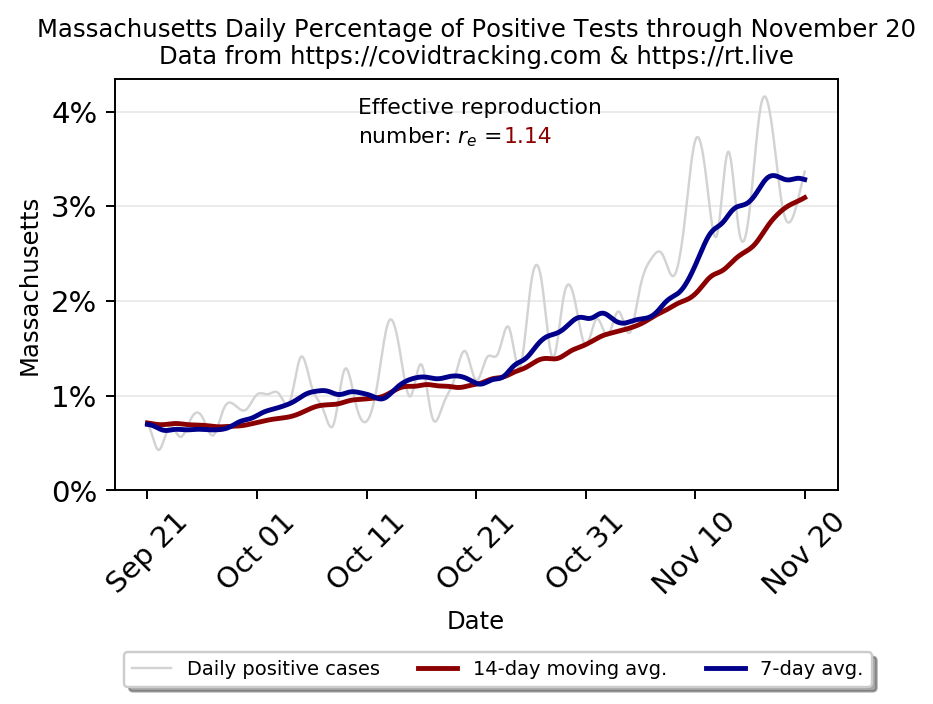 Massachusetts Daily Percentage of Positive Tests through November 20
Data from https://covidtracking.com & https://rt.live
Effective reproduction
number: rₑ =1.14
4%
3%
2%
1%
0%
Massachusetts
Sep 21
Oct 01
Oct 11
Oct 21
Oct 31
Nov 10
Nov 20
Date
Daily positive cases
14-day moving avg.
7-day avg.